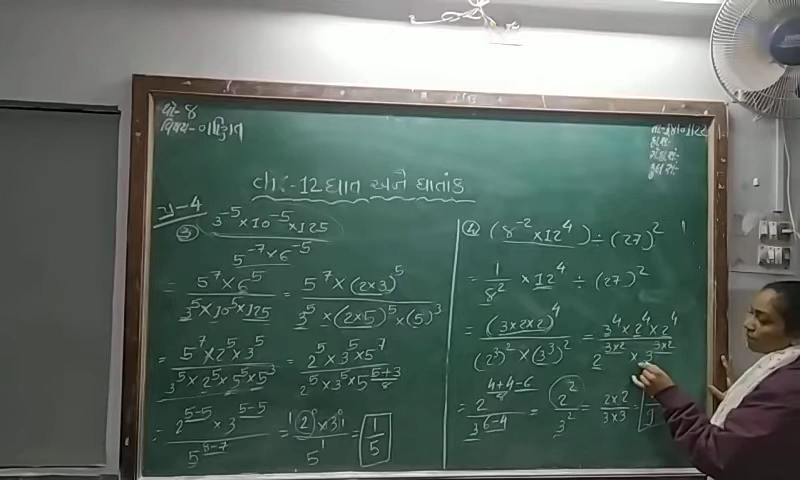 ધો-૮
વિષય-ગણિત
-12 ઘાત અને ઘાતાંક
③ 3⁻⁵×10⁻⁵×125
5⁻⁷×6⁻⁵
= 5⁷×6⁵ / 3⁵×10⁵×125 = 5⁷×(2×3)⁵ / 3⁵×(2×5)⁵×(5)³
= 5⁷×2⁵×3⁵ / 3⁵×2⁵×5⁵×5³ = 2⁵×3⁵×5⁷ / 2⁵×3⁵×5⁵⁺³
= 2⁵⁻⁵×3⁵⁻⁵ / 5⁸⁻⁷ = 2⁰×3⁰ / 5¹ = 1/5
(8⁻²×12⁴)÷(27)²
= 1/8² × 12⁴ ÷ (27)²
= (3×2×2)⁴ / (2³)²×(3³)² = 3⁴×2⁴×2⁴ / 2³ˣ²×3³ˣ²
= 2⁴⁺⁴⁻⁶ / 3⁶⁻⁴ = 2² / 3² = 2×2 / 3×3 =